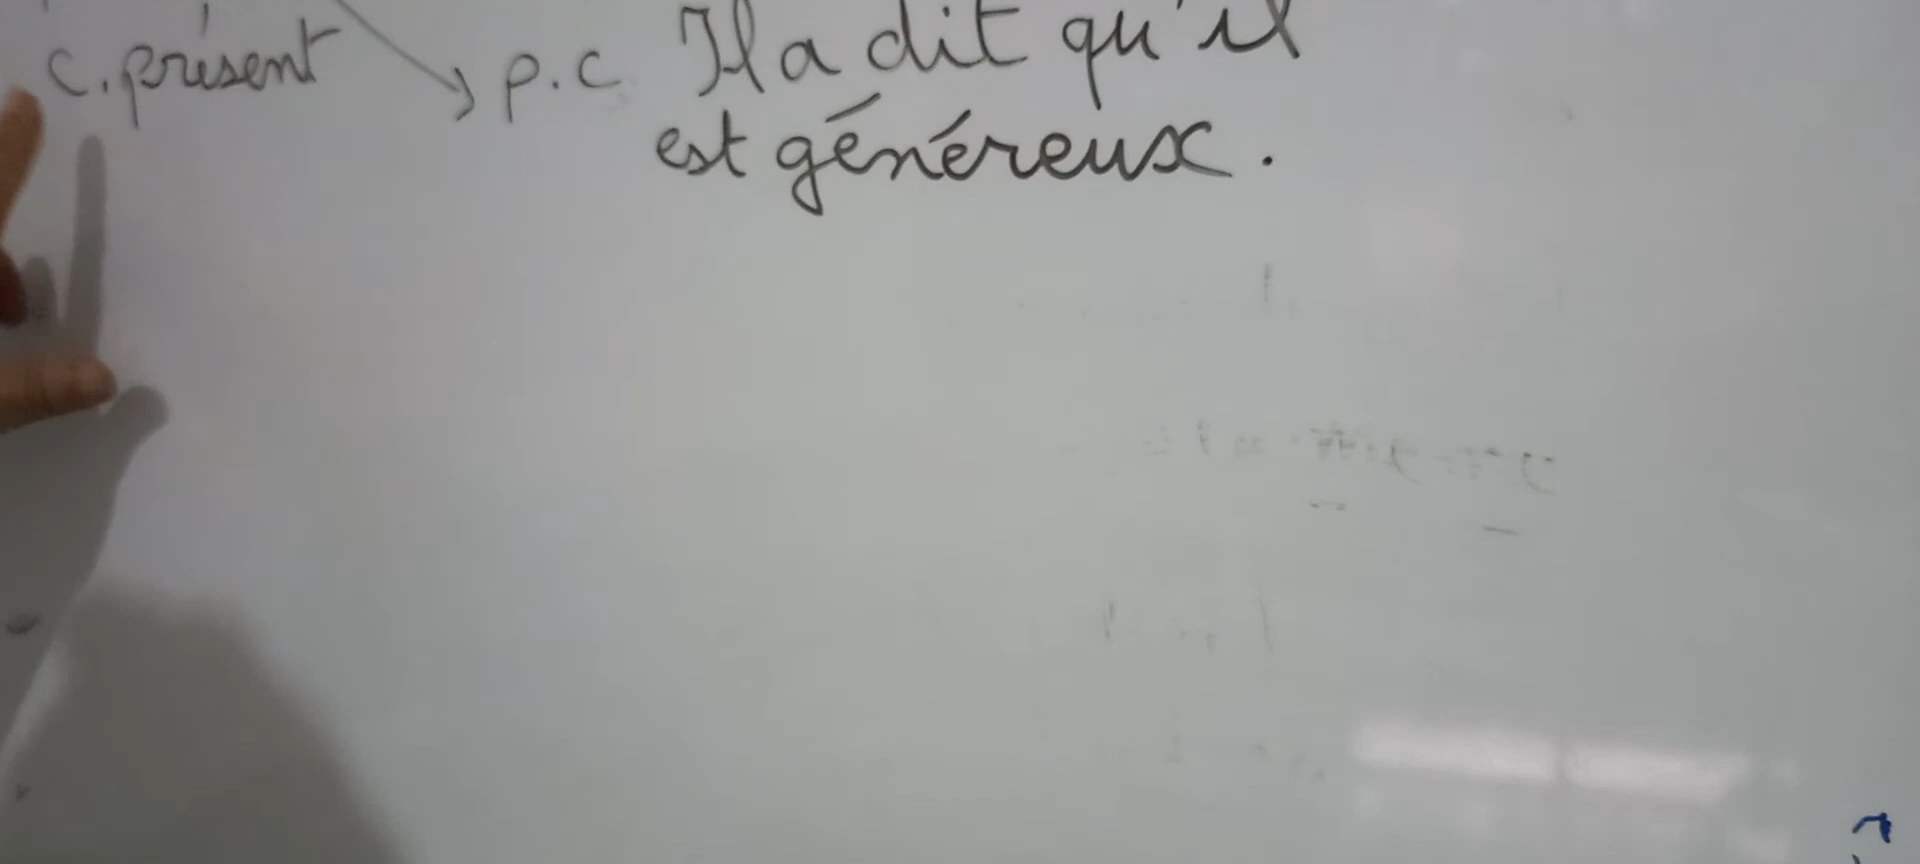 c. présent → p.c Il a dit qu'il
est généreux.